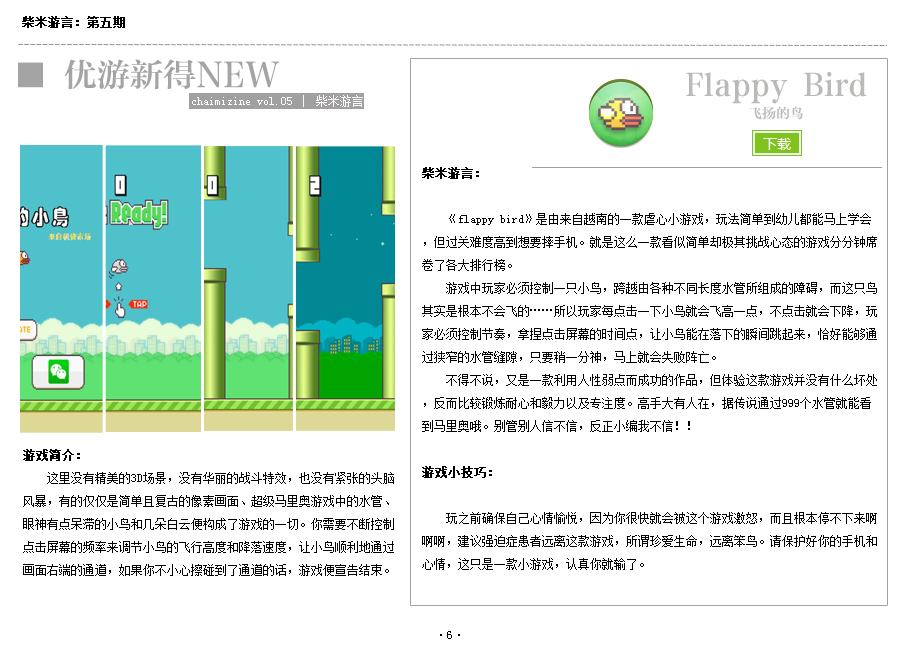 柴米游言：第五期
优游新得NEW
chaimizine vol.05 | 柴米游言
的小鳥
来自极资市场
0
Ready!
TAP
0
2
游戏简介：
这里没有精美的3D场景，没有华丽的战斗特效，也没有紧张的头脑
风暴，有的仅仅是简单且复古的像素画面、超级马里奥游戏中的水管、
眼神有点呆滞的小鸟和几朵白云便构成了游戏的一切。你需要不断控制
点击屏幕的频率来调节小鸟的飞行高度和降落速度，让小鸟顺利地通过
画面右端的通道，如果你不小心擦碰到了通道的话，游戏便宣告结束。
Flappy Bird
飞扬的鸟
下载
柴米游言：
《flappy bird》是由来自越南的一款虐心小游戏，玩法简单到幼儿都能马上学会
，但过关难度高到想要摔手机。就是这么一款看似简单却极其挑战心态的游戏分分钟席
卷了各大排行榜。
游戏中玩家必须控制一只小鸟，跨越由各种不同长度水管所组成的障碍，而这只鸟
其实是根本不会飞的……所以玩家每点击一下小鸟就会飞高一点，不点击就会下降，玩
家必须控制节奏，拿捏点击屏幕的时间点，让小鸟能在落下的瞬间跳起来，恰好能够通
过狭窄的水管缝隙，只要稍一分神，马上就会失败阵亡。
不得不说，又是一款利用人性弱点而成功的作品，但体验这款游戏并没有什么坏处
，反而比较锻炼耐心和毅力以及专注度。高手大有人在，据传说通过999个水管就能看
到马里奥哦。别管别人信不信，反正小编我不信！！
游戏小技巧：
玩之前确保自己心情愉悦，因为你很快就会被这个游戏激怒，而且根本停不下来啊
啊啊，建议强迫症患者远离这款游戏，所谓珍爱生命，远离笨鸟。请保护好你的手机和
心情，这只是一款小游戏，认真你就输了。
·6·